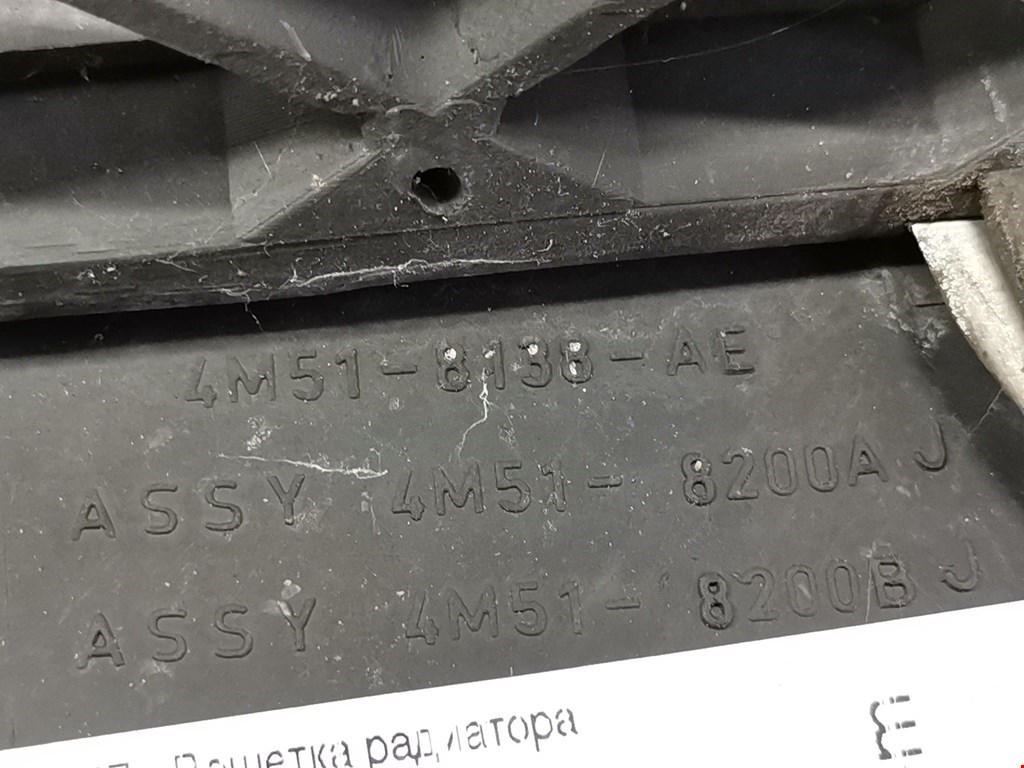 4M51-8138-AE
ASSY 4M51- 8200A J
ASSY 4M51- 8200B J
Решетка радиатора